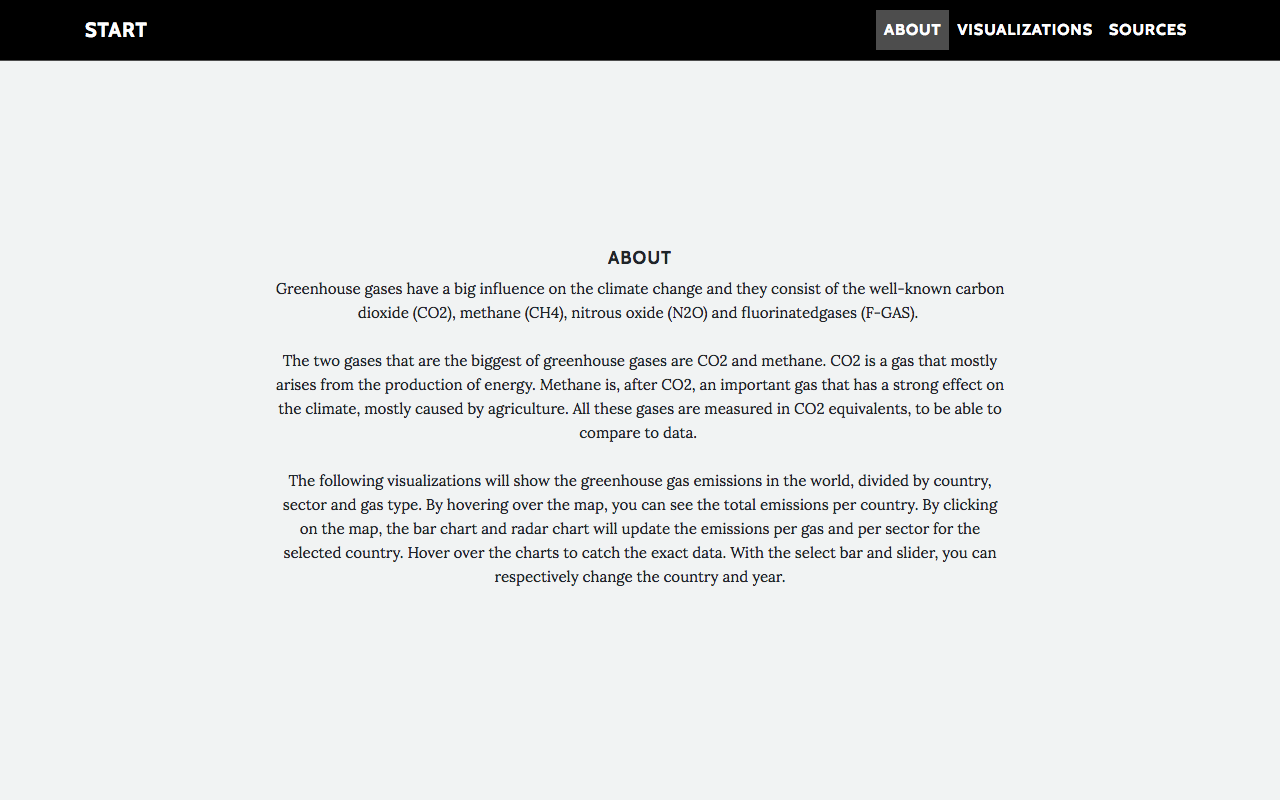 START
ABOUT VISUALIZATIONS SOURCES
ABOUT
Greenhouse gases have a big influence on the climate change and they consist of the well-known carbon
dioxide (CO2), methane (CH4), nitrous oxide (N2O) and fluorinatedgases (F-GAS).
The two gases that are the biggest of greenhouse gases are CO2 and methane. CO2 is a gas that mostly
arises from the production of energy. Methane is, after CO2, an important gas that has a strong effect on
the climate, mostly caused by agriculture. All these gases are measured in CO2 equivalents, to be able to
compare to data.
The following visualizations will show the greenhouse gas emissions in the world, divided by country,
sector and gas type. By hovering over the map, you can see the total emissions per country. By clicking
on the map, the bar chart and radar chart will update the emissions per gas and per sector for the
selected country. Hover over the charts to catch the exact data. With the select bar and slider, you can
respectively change the country and year.